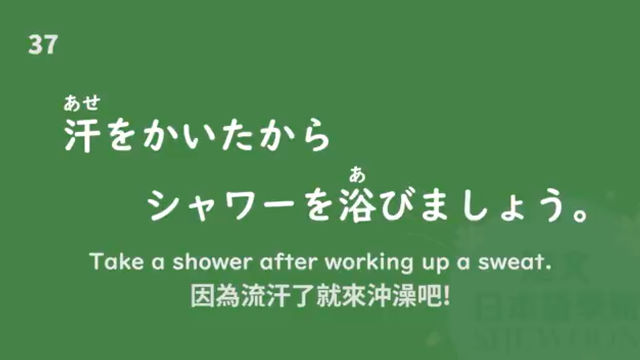 37
あせ
汗をかいたから
あ
シャワーを浴びましょう。
Take a shower after working up a sweat.
因為流汗了就來沖澡吧!